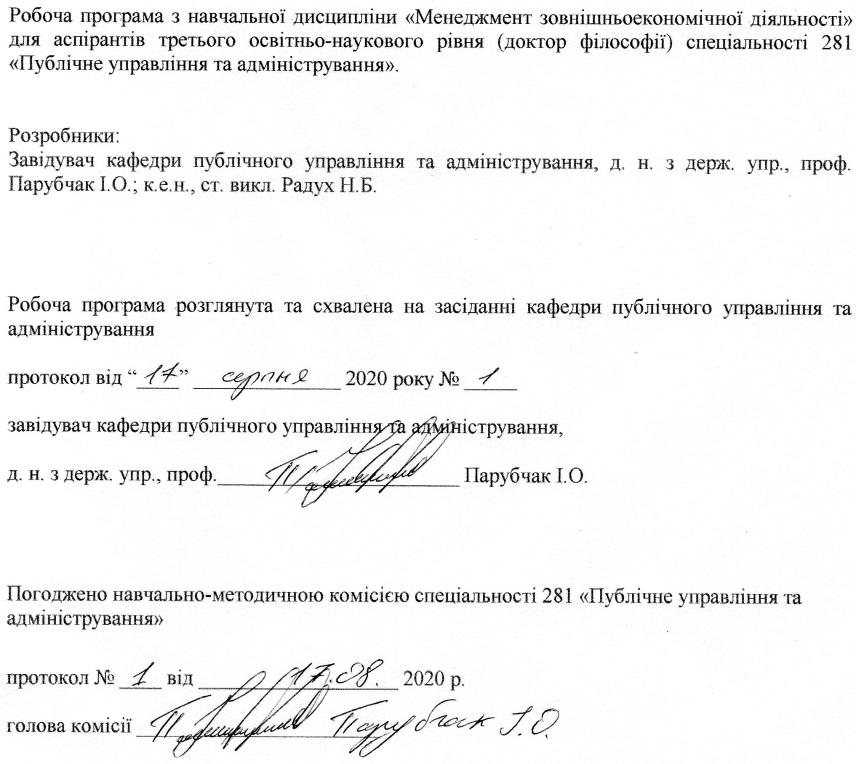 Робоча програма з навчальної дисципліни «Менеджмент зовнішньоекономічної діяльності»
для аспірантів третього освітньо-наукового рівня (доктор філософії) спеціальності 281
«Публічне управління та адміністрування».
Розробники:
Завідувач кафедри публічного управління та адміністрування, д. н. з держ. упр., проф.
Парубчак І.О.; к.е.н., ст. викл. Радух Н.Б.
Робоча програма розглянута та схвалена на засіданні кафедри публічного управління та
адміністрування
протокол від “17” серпня 2020 року № 1
завідувач кафедри публічного управління та адміністрування,
д. н. з держ. упр., проф. Парубчак І.О.
Погоджено навчально-методичною комісією спеціальності 281 «Публічне управління та
адміністрування»
протокол № 1 від 17.08. 2020 р.
голова комісії Парубчак І.О.